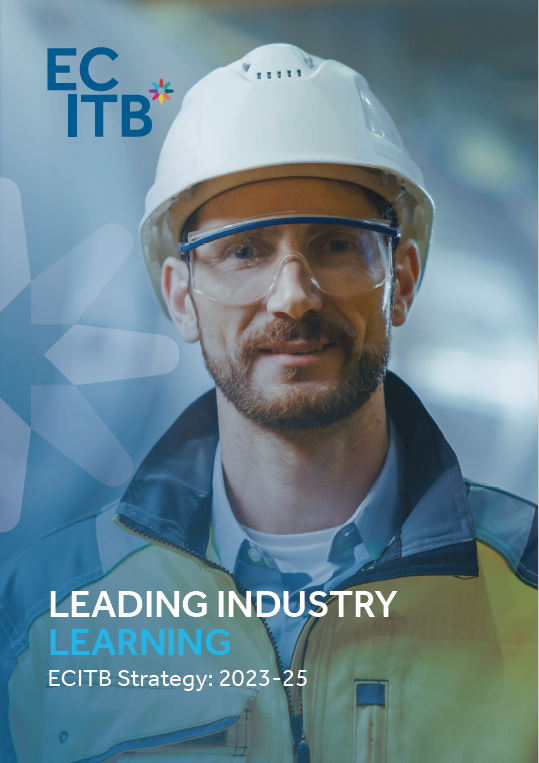 EC
ITB
LEADING INDUSTRY
LEARNING
ECITB Strategy: 2023-25